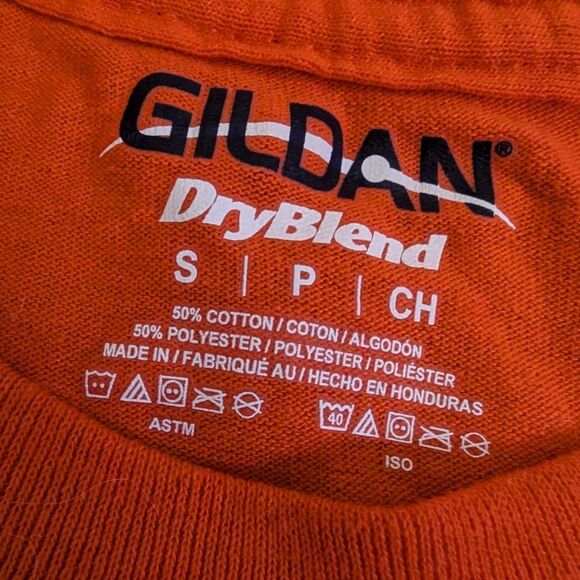 GILDAN®
DryBlend
S | P | CH
50% COTTON / COTON / ALGODÓN
50% POLYESTER / POLYESTER / POLIÉSTER
MADE IN / FABRIQUÉ AU / HECHO EN HONDURAS
40
ASTM
ISO